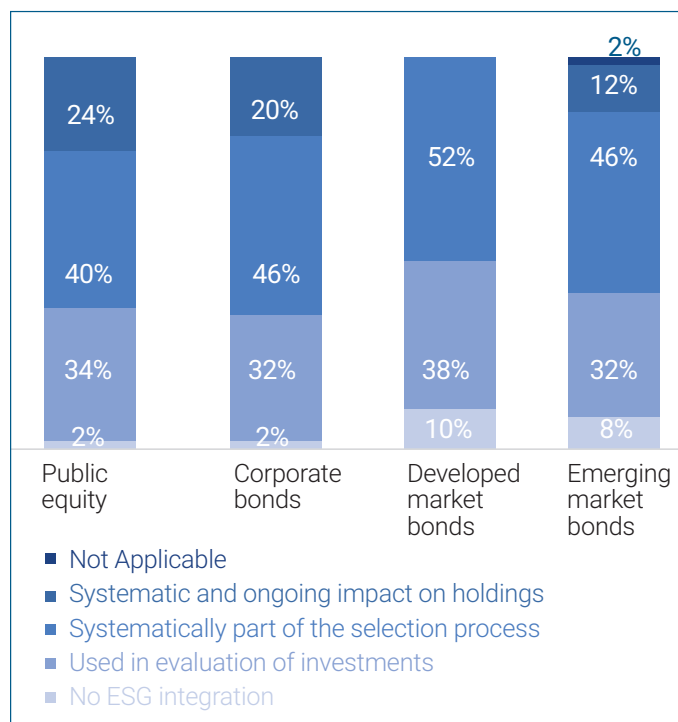 2%
24%
20%
12%
52%
46%
40%
46%
34%
32%
38%
32%
2%
2%
10%
8%
Public
equity
Corporate
bonds
Developed
market
bonds
Emerging
market
bonds
Not Applicable
Systematic and ongoing impact on holdings
Systematically part of the selection process
Used in evaluation of investments
No ESG integration